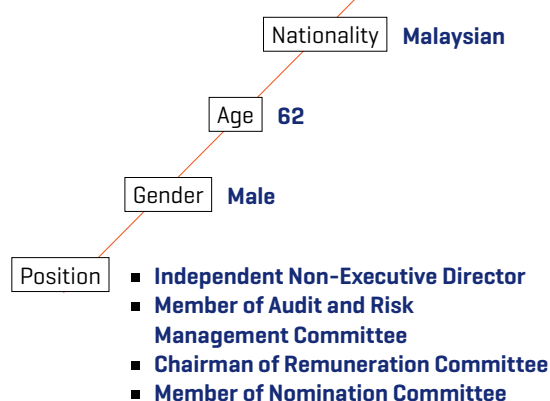 Nationality Malaysian
Age 62
Gender Male
Position
▪ Independent Non-Executive Director
▪ Member of Audit and Risk
Management Committee
▪ Chairman of Remuneration Committee
▪ Member of Nomination Committee